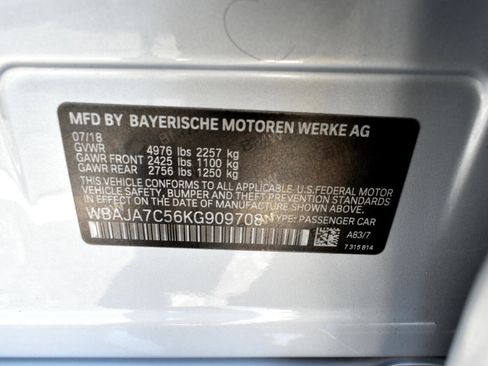 MFD BY BAYERISCHE MOTOREN WERKE AG
07/18
GVWR 4976 lbs 2257 kg
GAWR FRONT 2425 lbs 1100 kg
GAWR REAR 2756 lbs 1250 kg
THIS VEHICLE CONFORMS TO ALL APPLICABLE U.S. FEDERAL MOTOR
VEHICLE SAFETY, BUMPER AND THEFT PREVENTION STANDARDS
IN EFFECT ON THE DATE OF MANUFACTURE SHOWN ABOVE.
WBAJA7C56KG909708 TYPE: PASSENGER CAR
A83/7
7 315 814